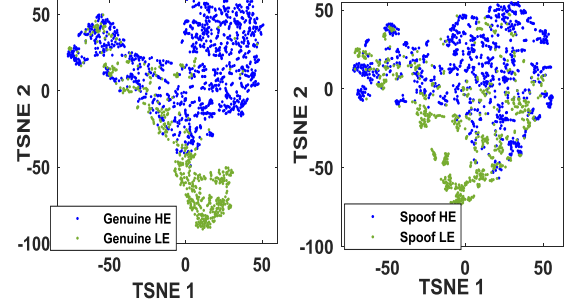 50
0
-50
-100
TSNE 2
Genuine HE
Genuine LE
-50
0
50
TSNE 1
50
0
-50
-100
TSNE 2
Spoof HE
Spoof LE
-50
0
50
TSNE 1